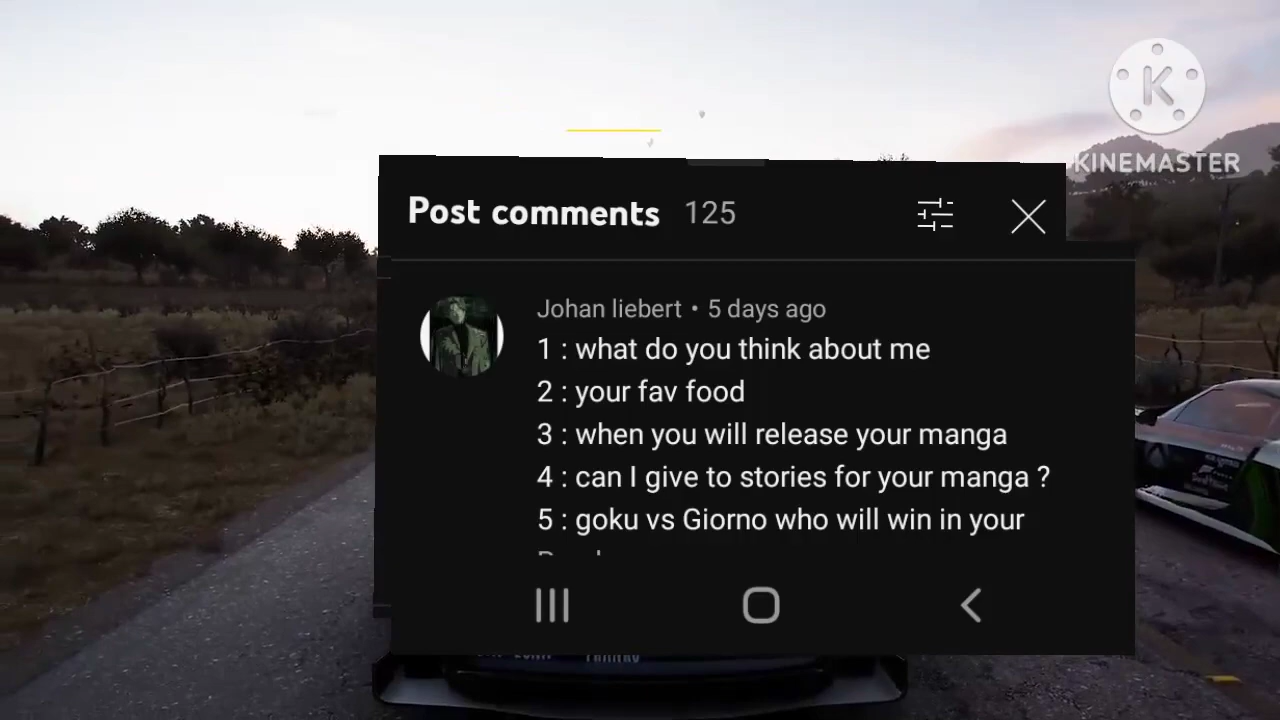 KINEMASTER
Post comments 125
Johan liebert • 5 days ago
1 : what do you think about me
2 : your fav food
3 : when you will release your manga
4 : can I give to stories for your manga ?
5 : goku vs Giorno who will win in your